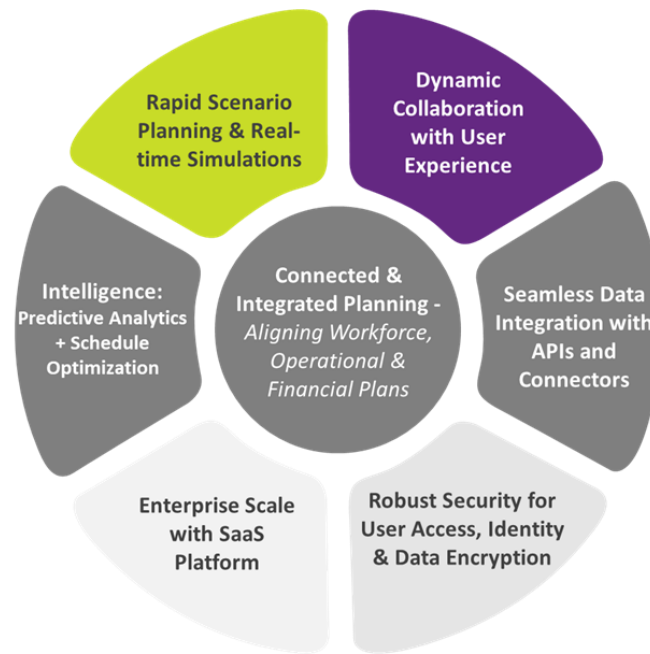 Rapid Scenario
Planning & Real-
time Simulations
Dynamic
Collaboration
with User
Experience
Intelligence:
Predictive Analytics
+ Schedule
Optimization
Connected &
Integrated Planning -
Aligning Workforce,
Operational &
Financial Plans
Seamless Data
Integration with
APIs and
Connectors
Enterprise Scale
with SaaS
Platform
Robust Security for
User Access, Identity
& Data Encryption